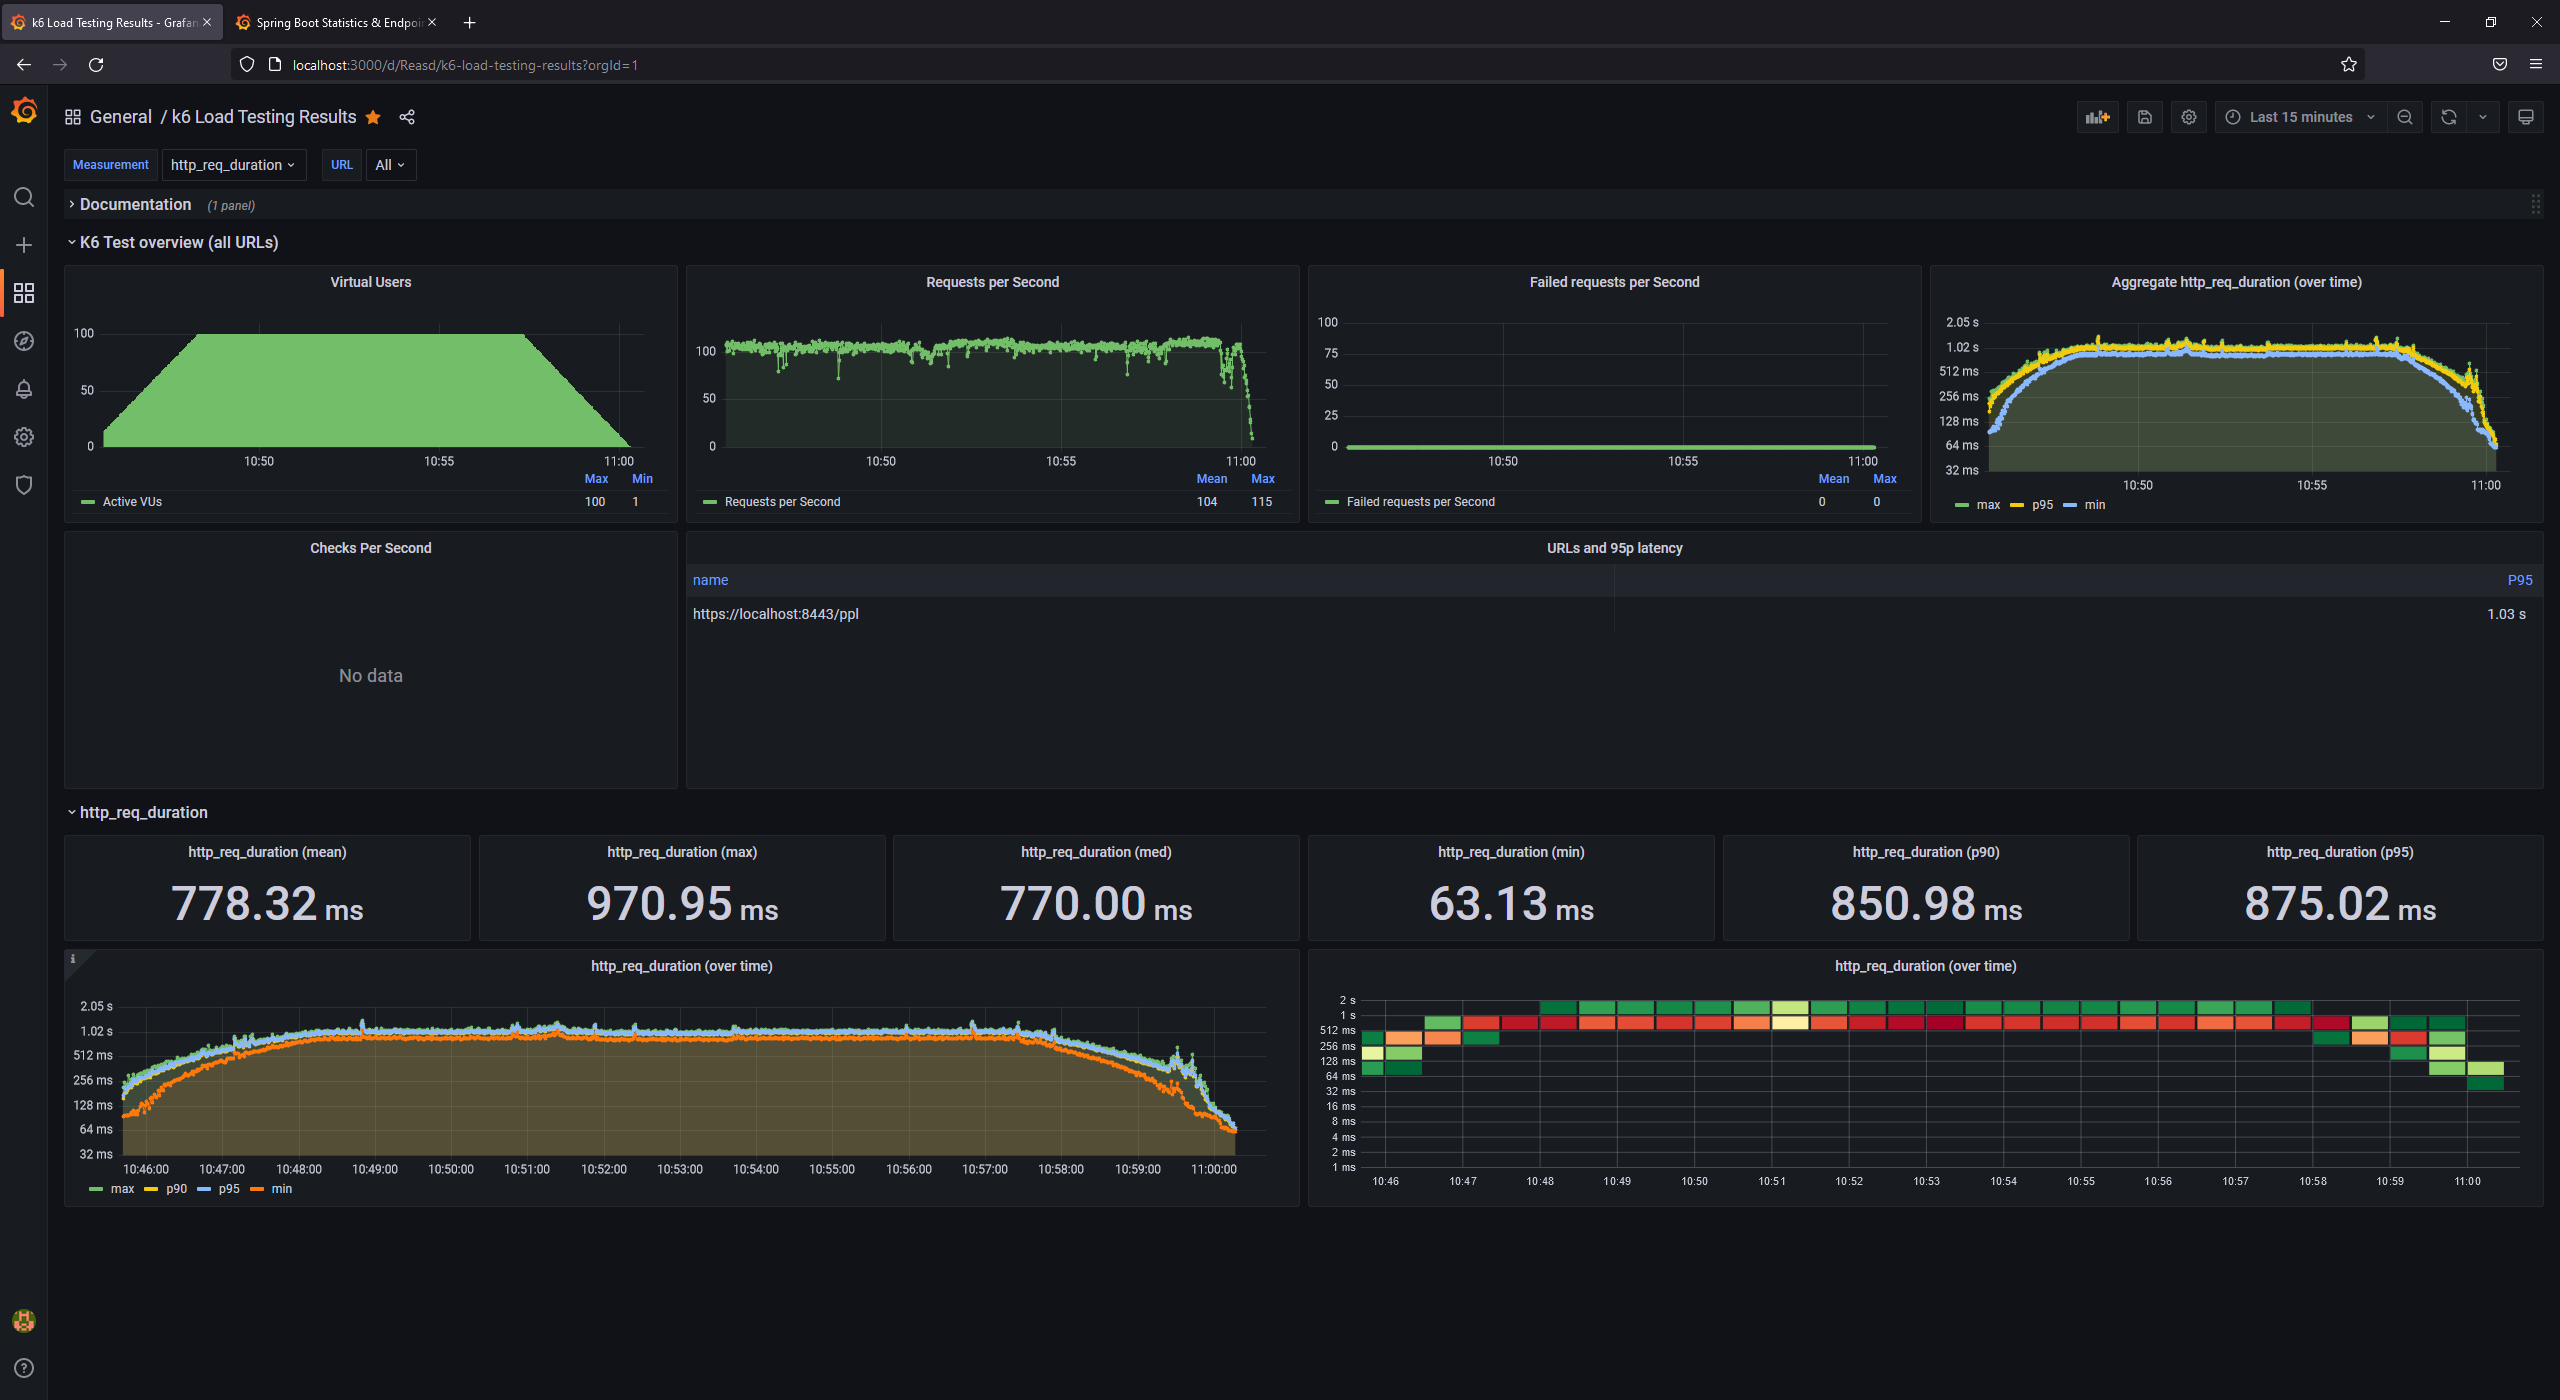 k6 Load Testing Results - Grafan
Spring Boot Statistics & Endpoi
localhost:3000/d/Reasd/k6-load-testing-results?orgId=1
General / k6 Load Testing Results
Last 15 minutes
Measurement http_req_duration URL All
Documentation (1 panel)
K6 Test overview (all URLs)
Virtual Users
100
50
0
10:50 10:55 11:00
Max Min
Active VUs 100 1
Requests per Second
100
50
0
10:50 10:55 11:00
Mean Max
Requests per Second 104 115
Failed requests per Second
100
75
50
25
0
10:50 10:55 11:00
Mean Max
Failed requests per Second 0 0
Aggregate http_req_duration (over time)
2.05 s
1.02 s
512 ms
256 ms
128 ms
64 ms
32 ms
10:50 10:55 11:00
max p95 min
Checks Per Second
No data
URLs and 95p latency
name P95
https://localhost:8443/ppl 1.03 s
http_req_duration
http_req_duration (mean)
778.32 ms
http_req_duration (max)
970.95 ms
http_req_duration (med)
770.00 ms
http_req_duration (min)
63.13 ms
http_req_duration (p90)
850.98 ms
http_req_duration (p95)
875.02 ms
http_req_duration (over time)
2.05 s
1.02 s
512 ms
256 ms
128 ms
64 ms
32 ms
10:46:00 10:47:00 10:48:00 10:49:00 10:50:00 10:51:00 10:52:00 10:53:00 10:54:00 10:55:00 10:56:00 10:57:00 10:58:00 10:59:00 11:00:00
max p90 p95 min
http_req_duration (over time)
2 s
1 s
512 ms
256 ms
128 ms
64 ms
32 ms
16 ms
8 ms
4 ms
2 ms
1 ms
10:46 10:47 10:48 10:49 10:50 10:51 10:52 10:53 10:54 10:55 10:56 10:57 10:58 10:59 11:00